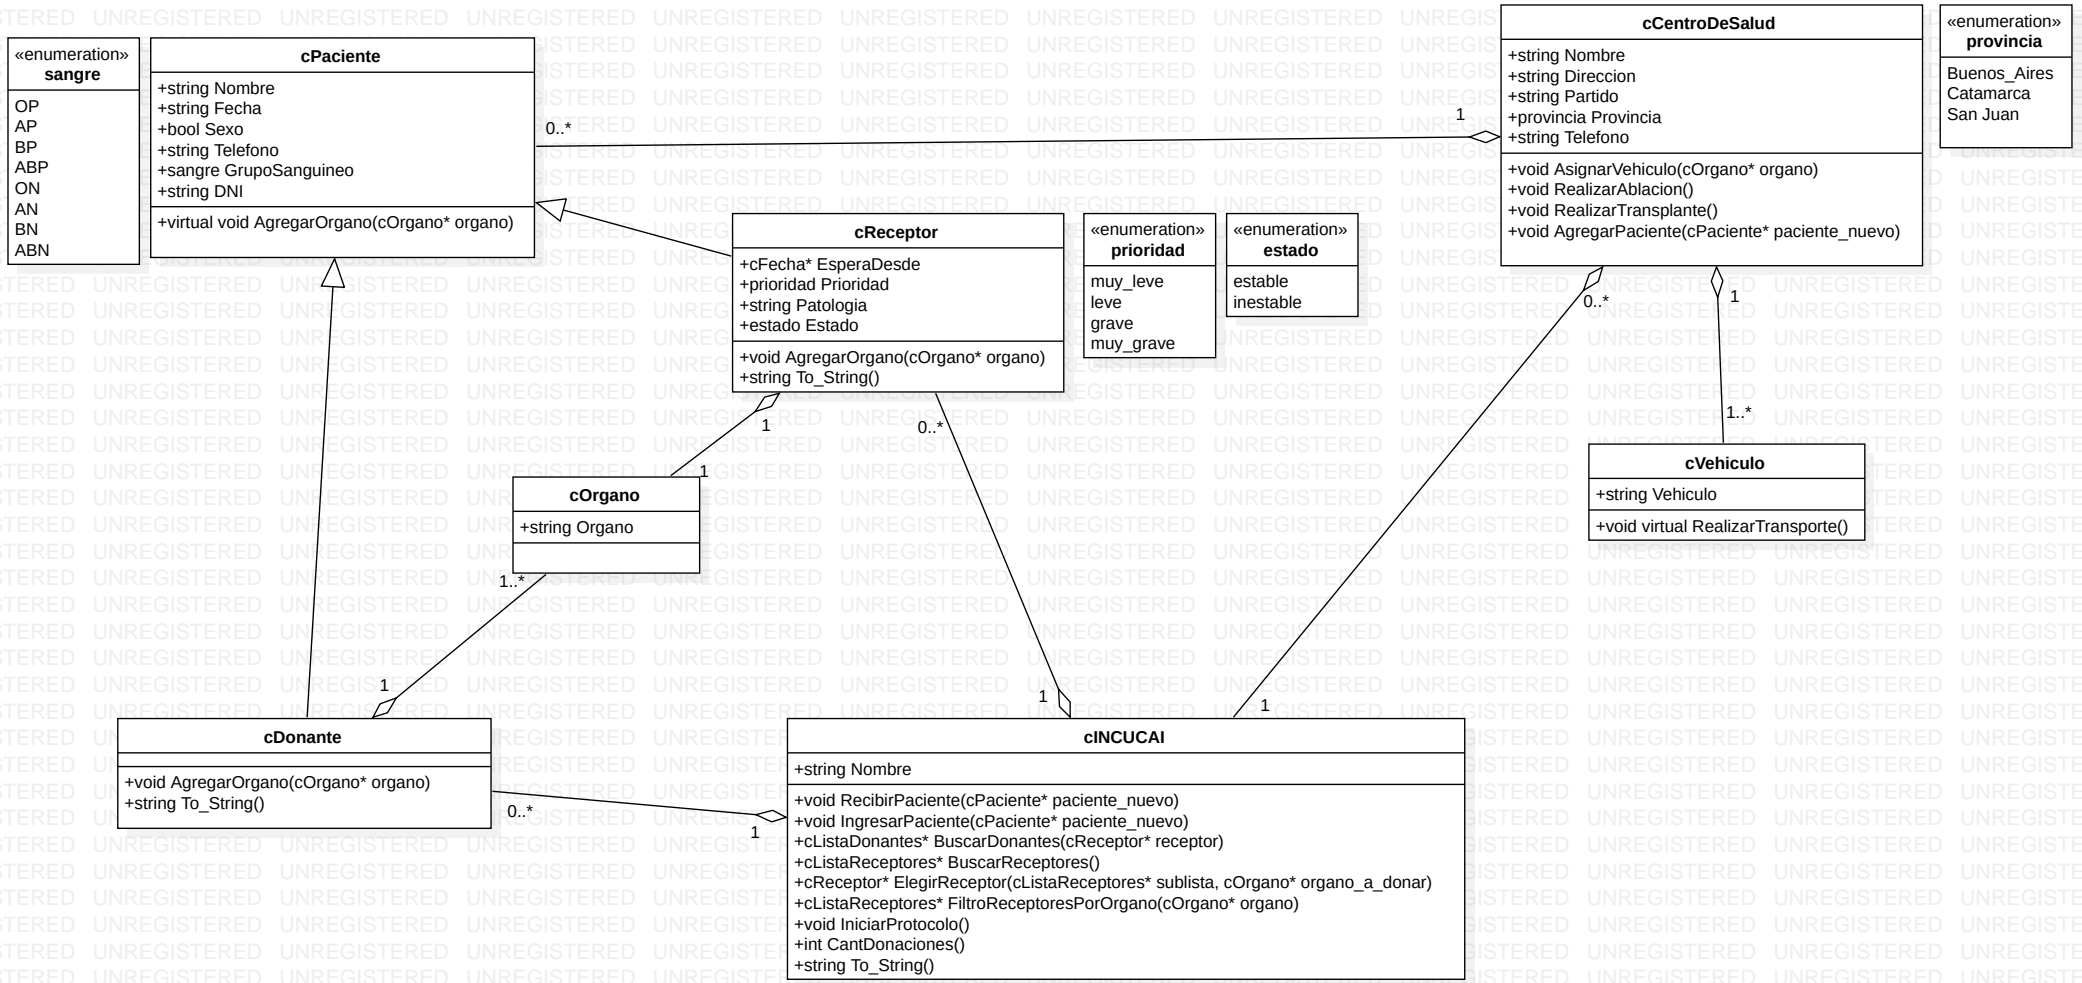 «enumeration»
sangre
OP
AP
BP
ABP
ON
AN
BN
ABN
cPaciente
+string Nombre
+string Fecha
+bool Sexo
+string Telefono
+sangre GrupoSanguineo
+string DNI
+virtual void AgregarOrgano(cOrgano* organo)
0..*
1
cCentroDeSalud
+string Nombre
+string Direccion
+string Partido
+provincia Provincia
+string Telefono
+void AsignarVehiculo(cOrgano* organo)
+void RealizarAblacion()
+void RealizarTransplante()
+void AgregarPaciente(cPaciente* paciente_nuevo)
«enumeration»
provincia
Buenos_Aires
Catamarca
San Juan
cReceptor
+cFecha* EsperaDesde
+prioridad Prioridad
+string Patologia
+estado Estado
+void AgregarOrgano(cOrgano* organo)
+string To_String()
«enumeration»
prioridad
muy_leve
leve
grave
muy_grave
«enumeration»
estado
estable
inestable
0..*
1
1..*
1
1
0..*
cVehiculo
+string Vehiculo
+void virtual RealizarTransporte()
cOrgano
+string Organo
1..*
1
1
1
cDonante
+void AgregarOrgano(cOrgano* organo)
+string To_String()
0..*
1
cINCUCAI
+string Nombre
+void RecibirPaciente(cPaciente* paciente_nuevo)
+void IngresarPaciente(cPaciente* paciente_nuevo)
+cListaDonantes* BuscarDonantes(cReceptor* receptor)
+cListaReceptores* BuscarReceptores()
+cReceptor* ElegirReceptor(cListaReceptores* sublista, cOrgano* organo_a_donar)
+cListaReceptores* FiltroReceptoresPorOrgano(cOrgano* organo)
+void IniciarProtocolo()
+int CantDonaciones()
+string To_String()
UNREGISTERED